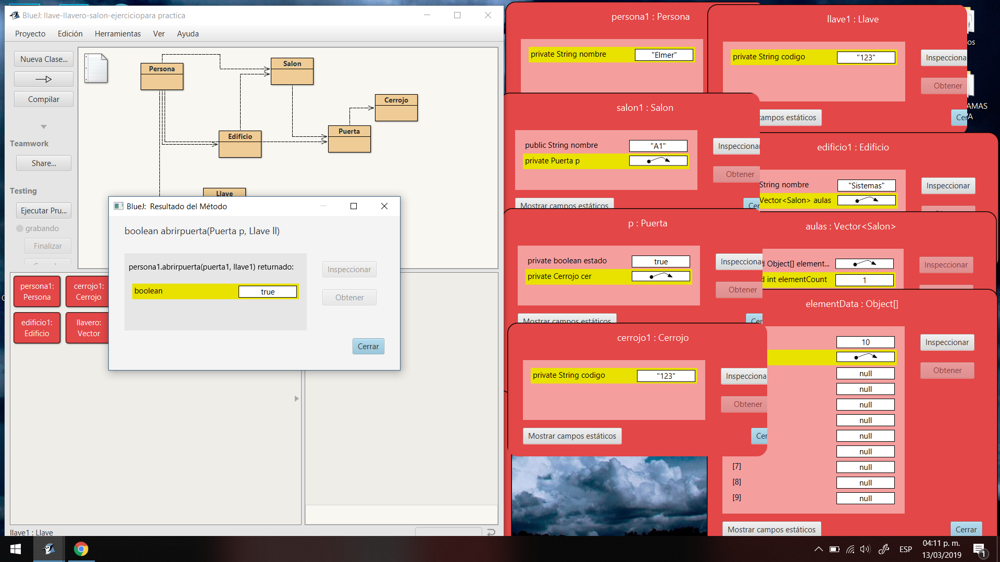 BlueJ: llave-llavero-salon-ejerciciopara practica
Proyecto Edición Herramientas Ver Ayuda
Nueva Clase...
Compilar
Teamwork
Share...
Testing
Ejecutar Pru...
grabando
Finalizar
Persona
Salon
Cerrojo
Puerta
Edificio
Llave
BlueJ: Resultado del Método
boolean abrirpuerta(Puerta p, Llave ll)
persona1.abrirpuerta(puerta1, llave1) returnado:
boolean true
Inspeccionar
Obtener
Cerrar
persona1:
Persona
cerrojo1:
Cerrojo
edificio1:
Edificio
llavero:
Vector
llave1 : Llave
persona1 : Persona
private String nombre "Elmer"
llave1 : Llave
private String codigo "123"
Inspecciona
Obtener
campos estáticos
Cer
salon1 : Salon
public String nombre "A1"
private Puerta p
Inspecciona
Obtener
Mostrar campos estáticos
Cer
edificio1 : Edificio
String nombre "Sistemas"
Vector<Salon> aulas
Inspeccionar
p : Puerta
private boolean estado true
private Cerrojo cer
Inspecciona
Obtener
Mostrar campos estáticos
Cer
aulas : Vector<Salon>
d Object[] element...
d int elementCount 1
Inspeccionar
elementData : Object[]
10
null
null
null
null
null
null
[7] null
[8] null
[9] null
Inspeccionar
Obtener
Mostrar campos estáticos
Cerrar
cerrojo1 : Cerrojo
private String codigo "123"
Inspecciona
Obtener
Mostrar campos estáticos
Cer
os
AMAS
VA
ESP
04:11 p. m.
13/03/2019
1